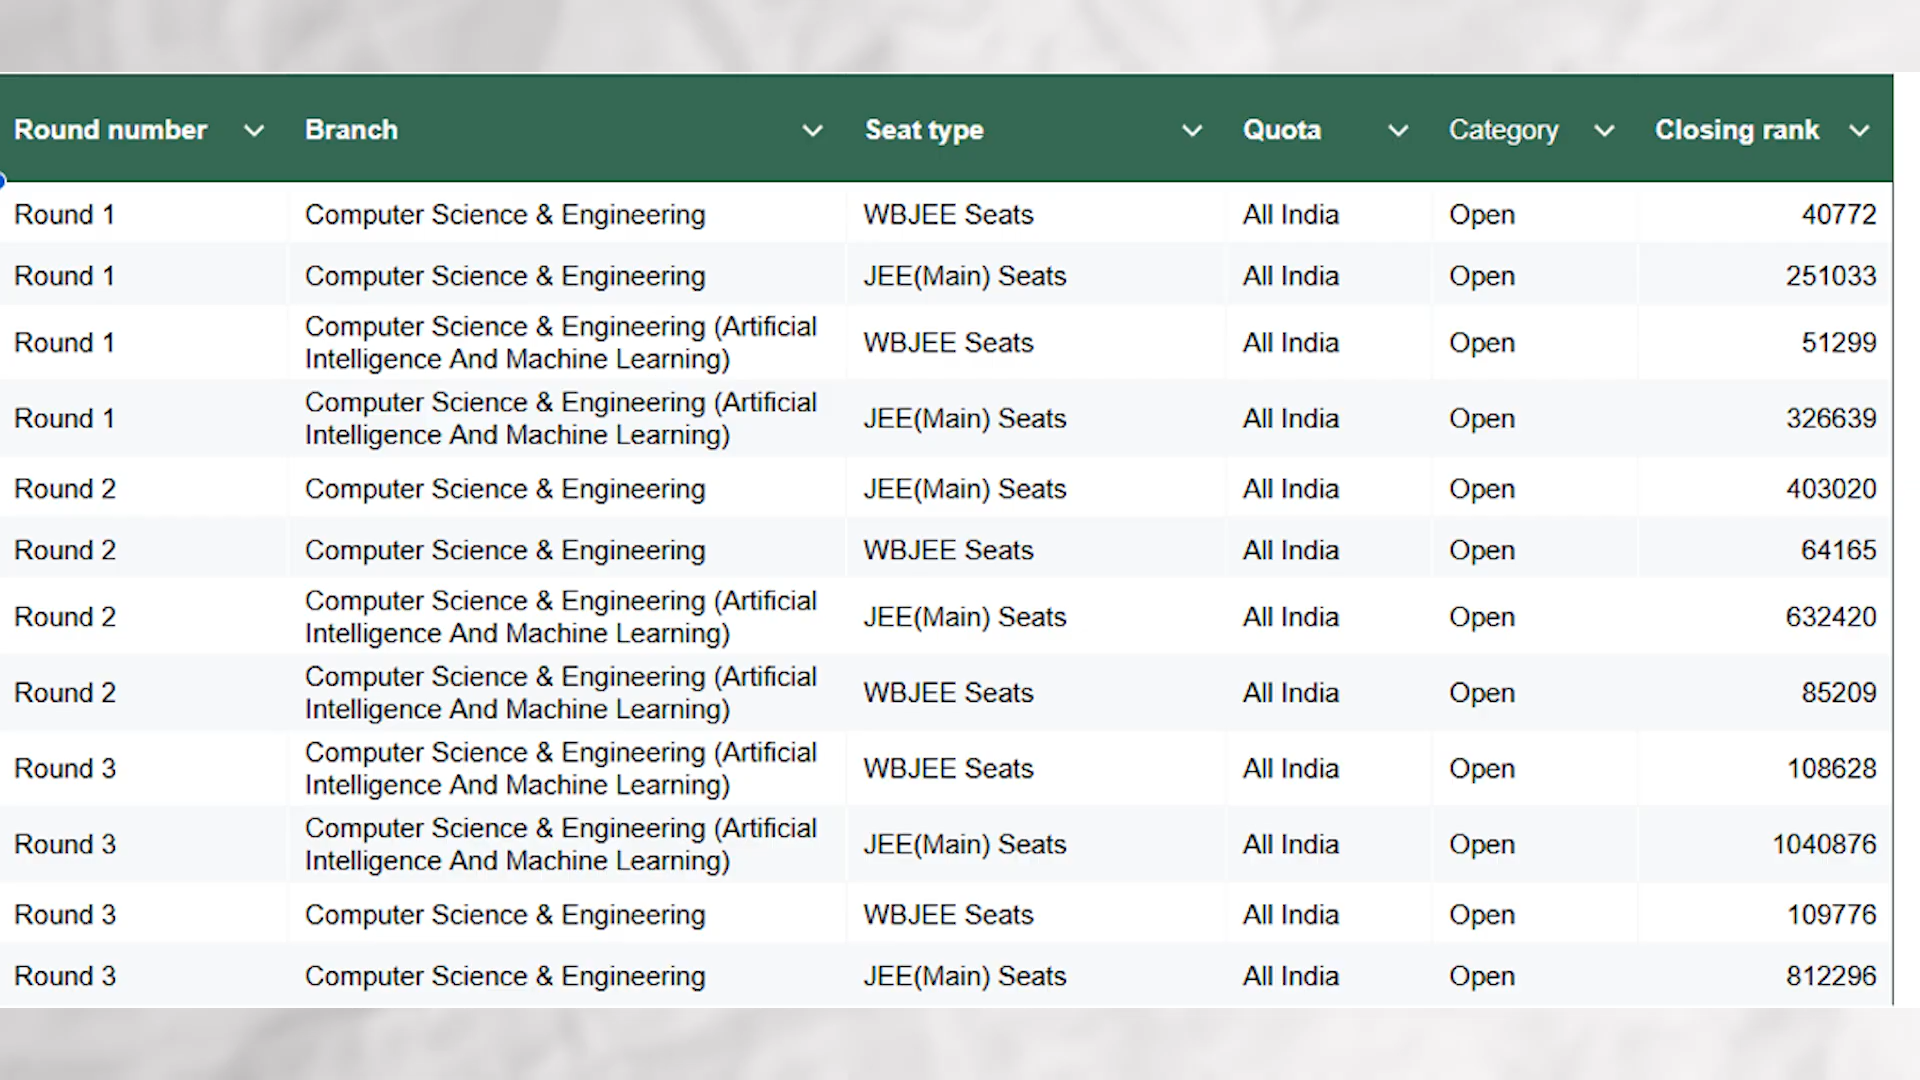 Round number Branch Seat type Quota Category Closing rank
Round 1 Computer Science & Engineering WBJEE Seats All India Open 40772
Round 1 Computer Science & Engineering JEE(Main) Seats All India Open 251033
Round 1 Computer Science & Engineering (Artificial
Intelligence And Machine Learning) WBJEE Seats All India Open 51299
Round 1 Computer Science & Engineering (Artificial
Intelligence And Machine Learning) JEE(Main) Seats All India Open 326639
Round 2 Computer Science & Engineering JEE(Main) Seats All India Open 403020
Round 2 Computer Science & Engineering WBJEE Seats All India Open 64165
Round 2 Computer Science & Engineering (Artificial
Intelligence And Machine Learning) JEE(Main) Seats All India Open 632420
Round 2 Computer Science & Engineering (Artificial
Intelligence And Machine Learning) WBJEE Seats All India Open 85209
Round 3 Computer Science & Engineering (Artificial
Intelligence And Machine Learning) WBJEE Seats All India Open 108628
Round 3 Computer Science & Engineering (Artificial
Intelligence And Machine Learning) JEE(Main) Seats All India Open 1040876
Round 3 Computer Science & Engineering WBJEE Seats All India Open 109776
Round 3 Computer Science & Engineering JEE(Main) Seats All India Open 812296